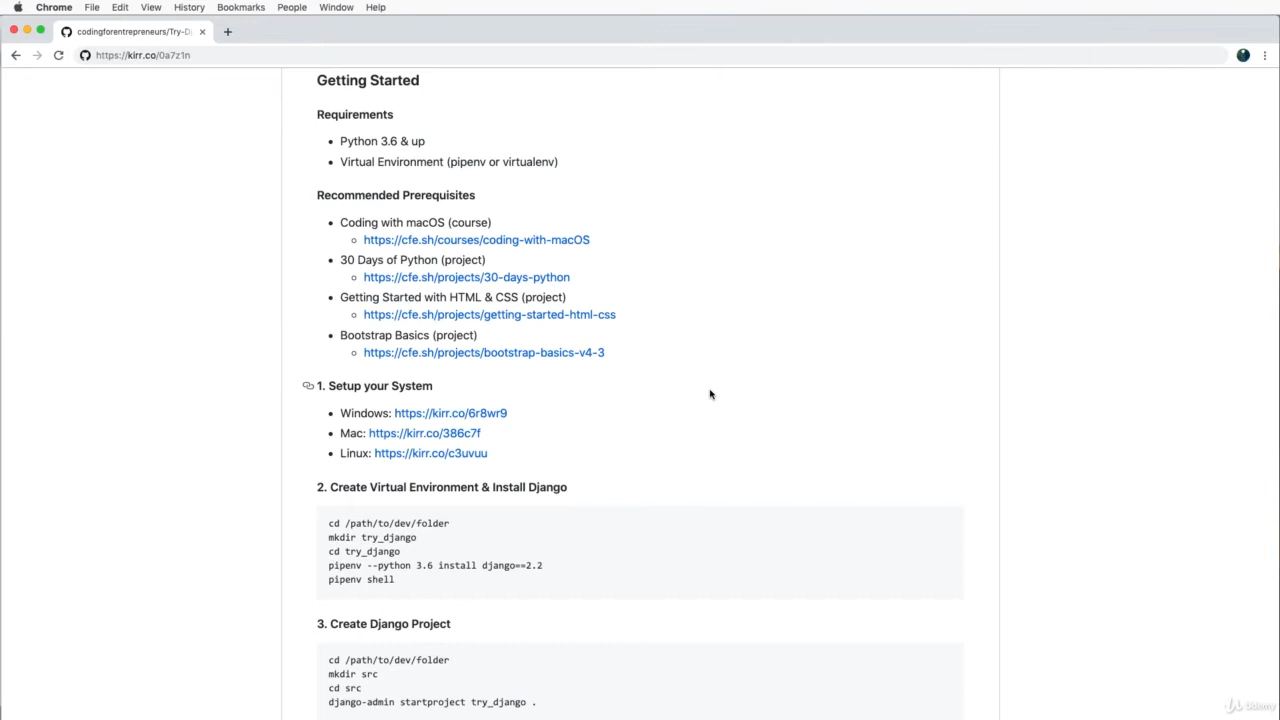 Chrome File Edit View History Bookmarks People Window Help
codingforentrepreneurs/Try-D
https://kirr.co/0a7z1n
Getting Started
Requirements
Python 3.6 & up
Virtual Environment (pipenv or virtualenv)
Recommended Prerequisites
Coding with macOS (course)
https://cfe.sh/courses/coding-with-macOS
30 Days of Python (project)
https://cfe.sh/projects/30-days-python
Getting Started with HTML & CSS (project)
https://cfe.sh/projects/getting-started-html-css
Bootstrap Basics (project)
https://cfe.sh/projects/bootstrap-basics-v4-3
1. Setup your System
Windows: https://kirr.co/6r8wr9
Mac: https://kirr.co/386c7f
Linux: https://kirr.co/c3uvuu
2. Create Virtual Environment & Install Django
cd /path/to/dev/folder
mkdir try_django
cd try_django
pipenv --python 3.6 install django==2.2
pipenv shell
3. Create Django Project
cd /path/to/dev/folder
mkdir src
cd src
django-admin startproject try_django .
Udemy